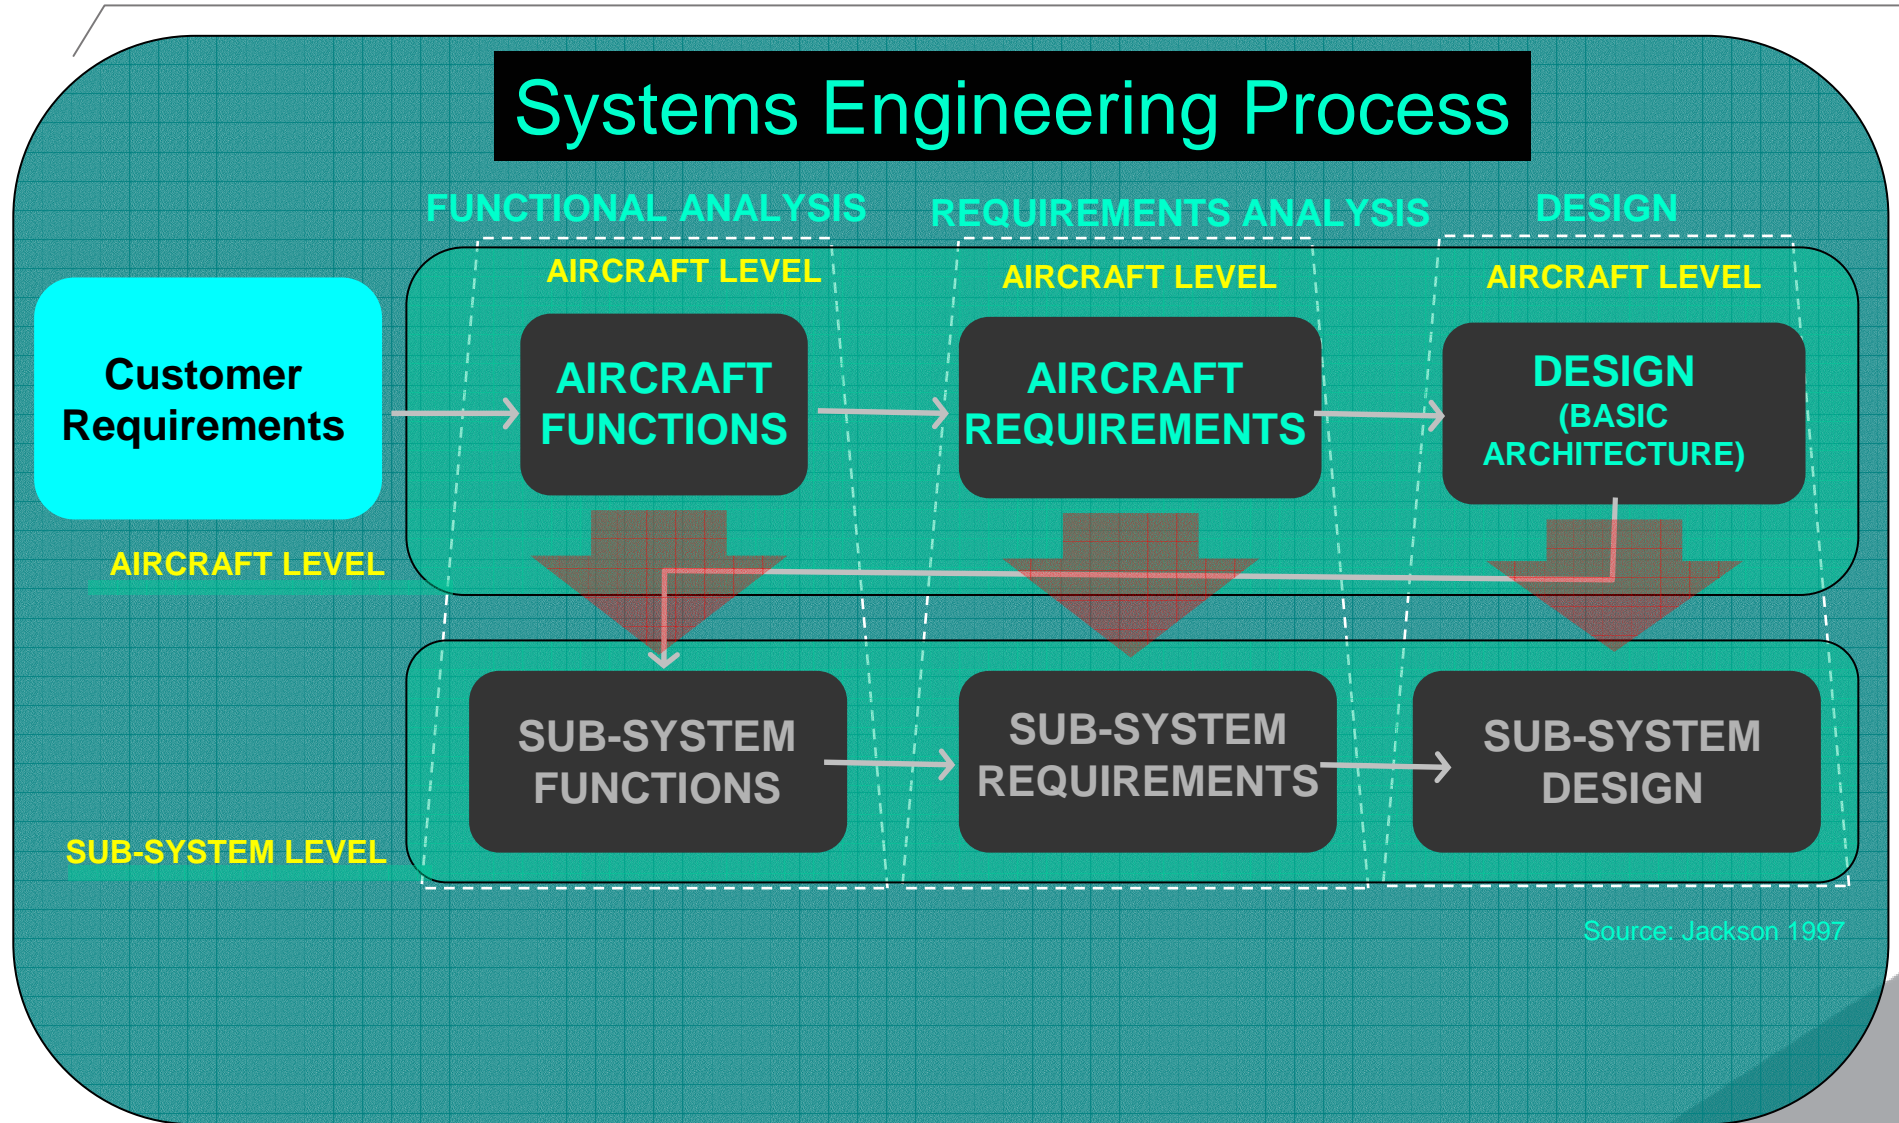 Systems Engineering Process
FUNCTIONAL ANALYSIS
REQUIREMENTS ANALYSIS
DESIGN
AIRCRAFT LEVEL
AIRCRAFT LEVEL
AIRCRAFT LEVEL
Customer
Requirements
AIRCRAFT
FUNCTIONS
AIRCRAFT
REQUIREMENTS
DESIGN
(BASIC
ARCHITECTURE)
AIRCRAFT LEVEL
SUB-SYSTEM
FUNCTIONS
SUB-SYSTEM
REQUIREMENTS
SUB-SYSTEM
DESIGN
SUB-SYSTEM LEVEL
Source: Jackson 1997